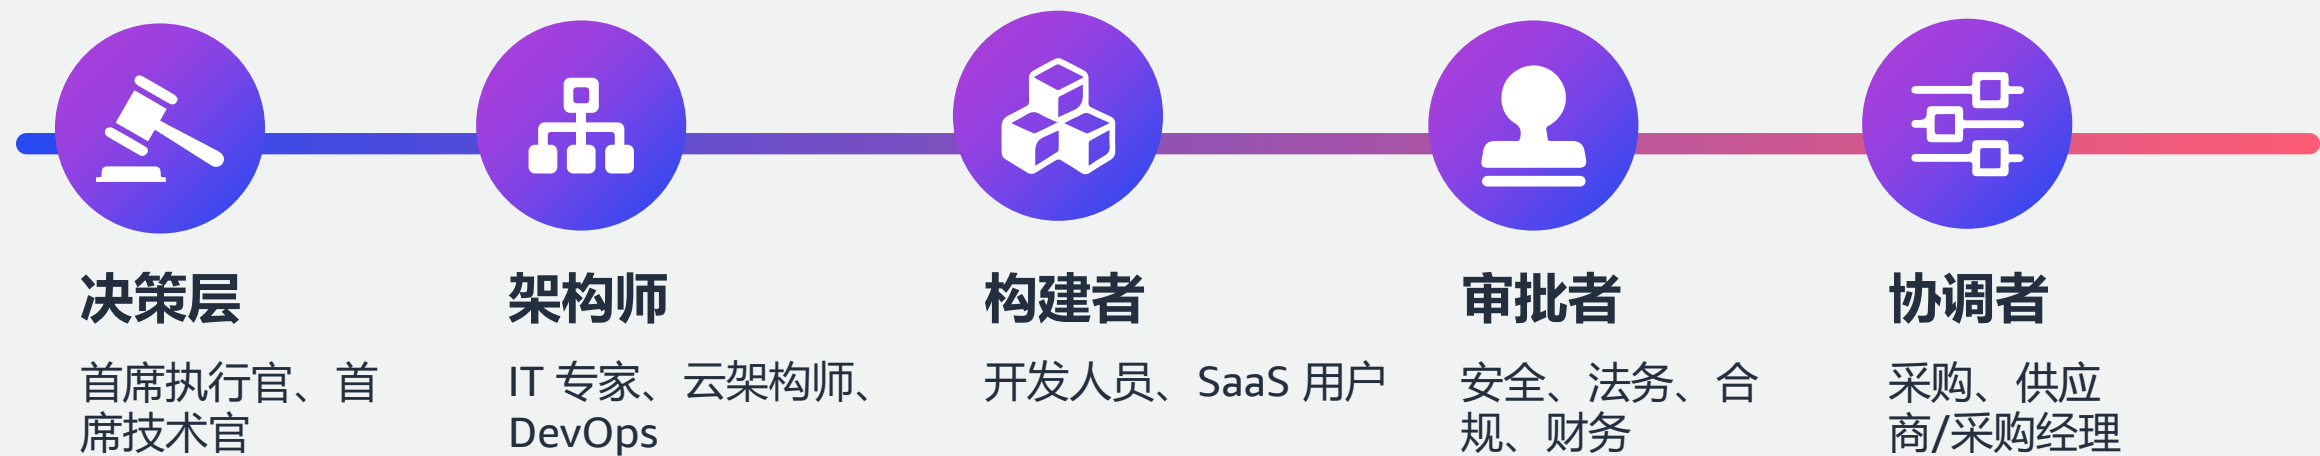 决策层
首席执行官、首
席技术官
架构师
IT 专家、云架构师、
DevOps
构建者
开发人员、SaaS 用户
审批者
安全、法务、合
规、财务
协调者
采购、供应
商/采购经理